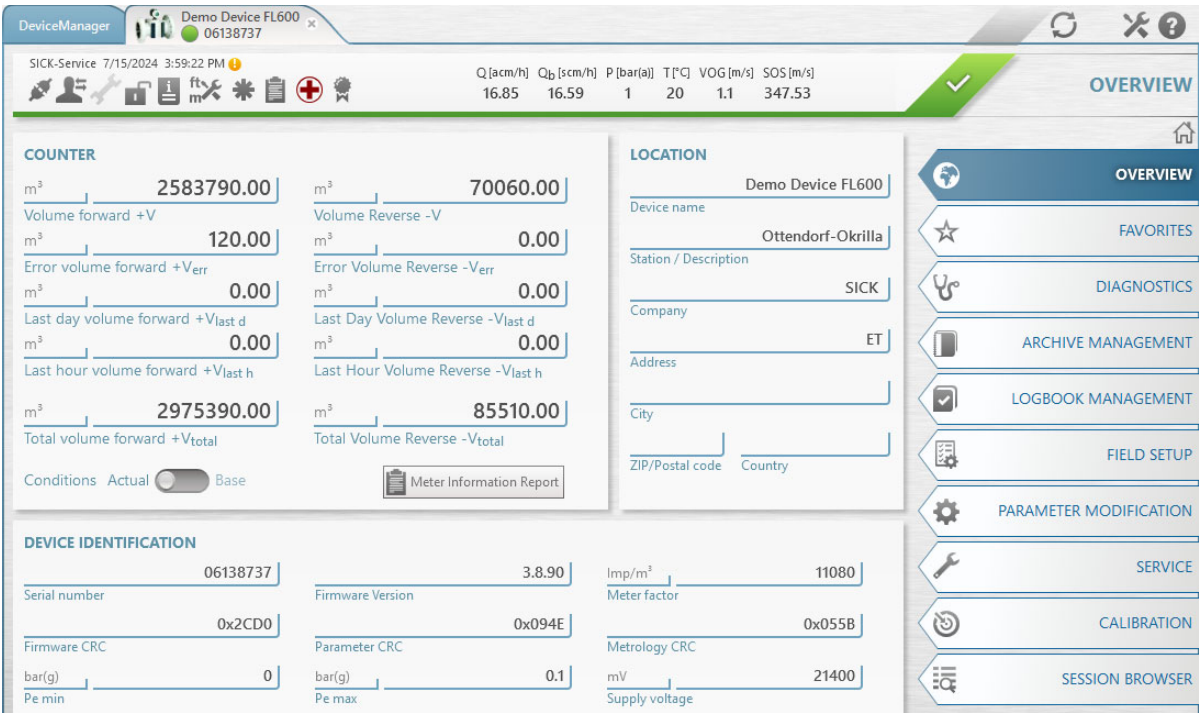 DeviceManager
Demo Device FL600
06138737
SICK-Service 7/15/2024 3:59:22 PM
ft
m
Q [acm/h] Qb [scm/h] P [bar(a)] T[°C] VOG [m/s] SOS [m/s]
16.85 16.59 1 20 1.1 347.53
OVERVIEW
COUNTER
m³ 2583790.00 m³ 70060.00
Volume forward +V Volume Reverse -V
m³ 120.00 m³ 0.00
Error volume forward +Verr Error Volume Reverse -Verr
m³ 0.00 m³ 0.00
Last day volume forward +Vlast d Last Day Volume Reverse -Vlast d
m³ 0.00 m³ 0.00
Last hour volume forward +Vlast h Last Hour Volume Reverse -Vlast h
m³ 2975390.00 m³ 85510.00
Total volume forward +Vtotal Total Volume Reverse -Vtotal
Conditions Actual Base Meter Information Report
LOCATION
Demo Device FL600
Device name
Ottendorf-Okrilla
Station / Description
SICK
Company
ET
Address
City
ZIP/Postal code Country
DEVICE IDENTIFICATION
06138737 3.8.90 Imp/m³ 11080
Serial number Firmware Version Meter factor
0x2CD0 0x094E 0x055B
Firmware CRC Parameter CRC Metrology CRC
bar(g) 0 bar(g) 0.1 mV 21400
Pe min Pe max Supply voltage
OVERVIEW
FAVORITES
DIAGNOSTICS
ARCHIVE MANAGEMENT
LOGBOOK MANAGEMENT
FIELD SETUP
PARAMETER MODIFICATION
SERVICE
CALIBRATION
SESSION BROWSER